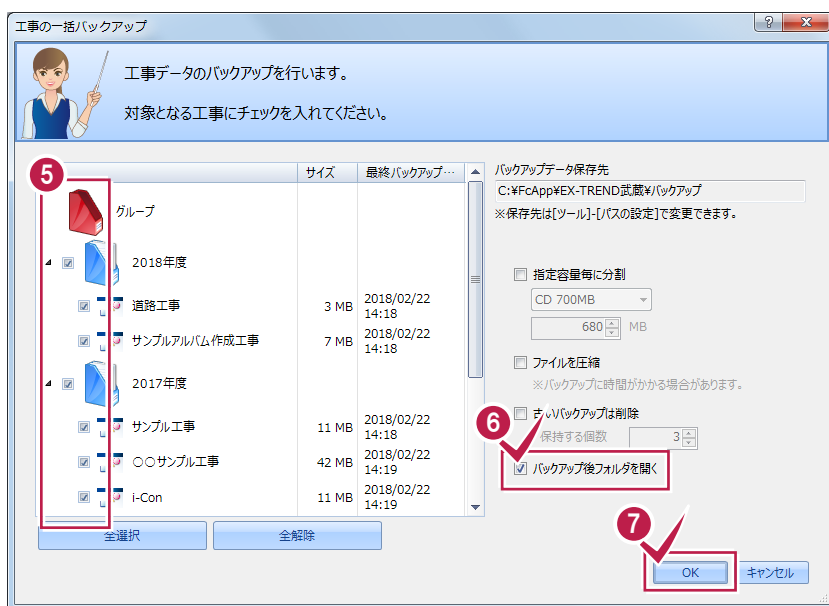 工事の一括バックアップ
工事データのバックアップを行います。
対象となる工事にチェックを入れてください。
5
サイズ 最終バックアップ…
グループ
2018年度
道路工事 3 MB 2018/02/22 14:18
サンプルアルバム作成工事 7 MB 2018/02/22 14:18
2017年度
サンプル工事 11 MB 2018/02/22 14:18
〇〇サンプル工事 42 MB 2018/02/22 14:19
i-Con 11 MB 2018/02/22 14:19
全選択 全解除
バックアップデータ保存先
C:¥FcApp¥EX-TREND武蔵¥バックアップ
※保存先は[ツール]-[パスの設定]で変更できます。
指定容量毎に分割
CD 700MB
680 MB
ファイルを圧縮
※バックアップに時間がかかる場合があります。
6
古いバックアップは削除
保持する個数 3
バックアップ後フォルダを開く
7
OK キャンセル